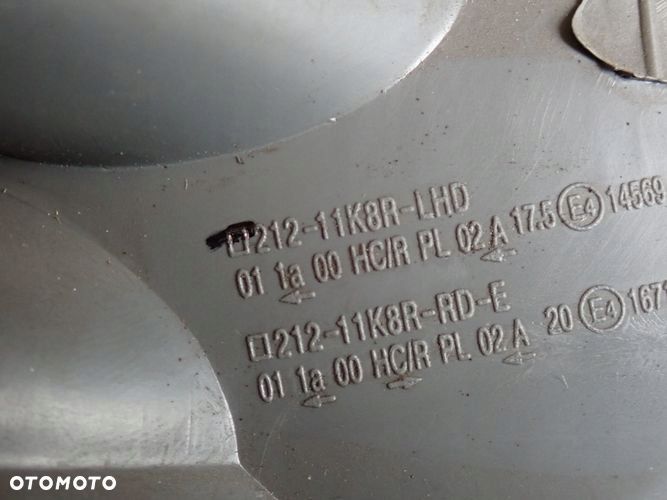 □212-11K8R-LHD
01 1a 00 HC/R PL 02 A 17.5 E4 14569
□212-11K8R-RD-E
01 1a 00 HC/R PL 02 A 20 E4 1671
OTOMOTO